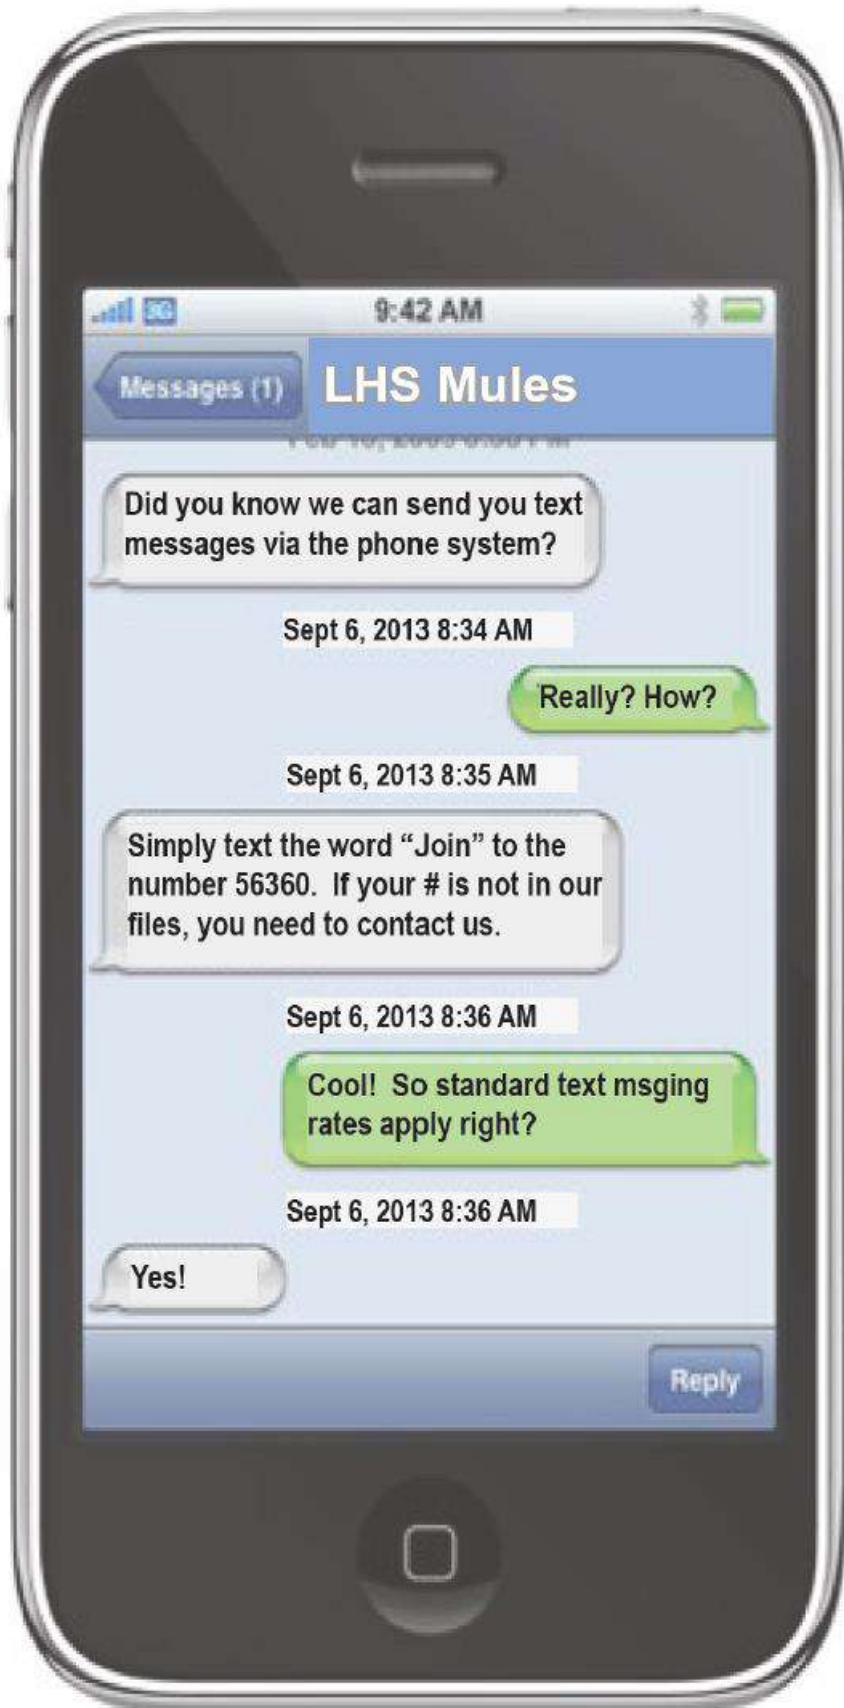 9:42 AM
Messages (1)
LHS Mules
Did you know we can send you text
messages via the phone system?
Sept 6, 2013 8:34 AM
Really? How?
Sept 6, 2013 8:35 AM
Simply text the word “Join” to the
number 56360. If your # is not in our
files, you need to contact us.
Sept 6, 2013 8:36 AM
Cool! So standard text msging
rates apply right?
Sept 6, 2013 8:36 AM
Yes!
Reply